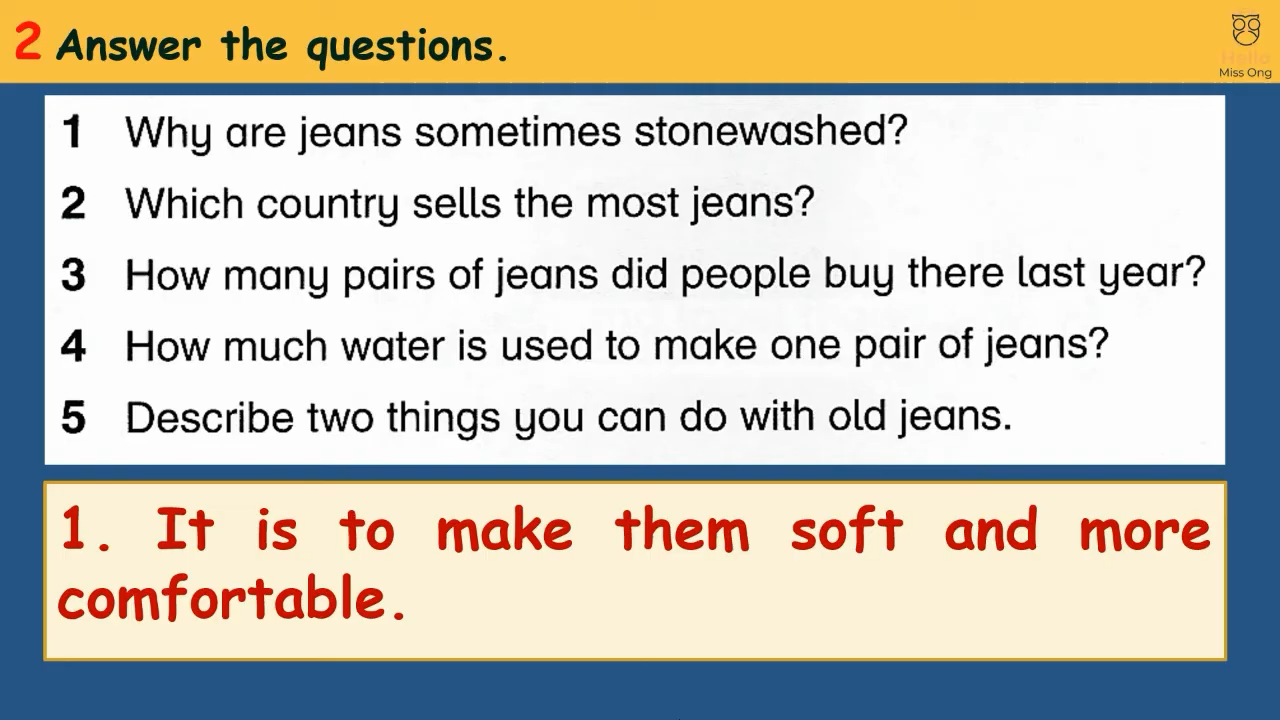 2 Answer the questions.
Hello
Miss Ong
1 Why are jeans sometimes stonewashed?
2 Which country sells the most jeans?
3 How many pairs of jeans did people buy there last year?
4 How much water is used to make one pair of jeans?
5 Describe two things you can do with old jeans.
1. It is to make them soft and more
comfortable.